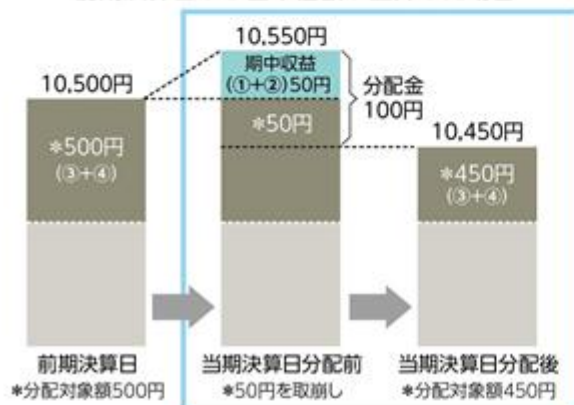 10,550円
期中収益
(①+②)50円
分配金
100円
10,500円
*500円
(③+④)
*50円
10,450円
*450円
(③+④)
前期決算日
*分配対象額500円
当期決算日分配前
*50円を取崩し
当期決算日分配後
*分配対象額450円